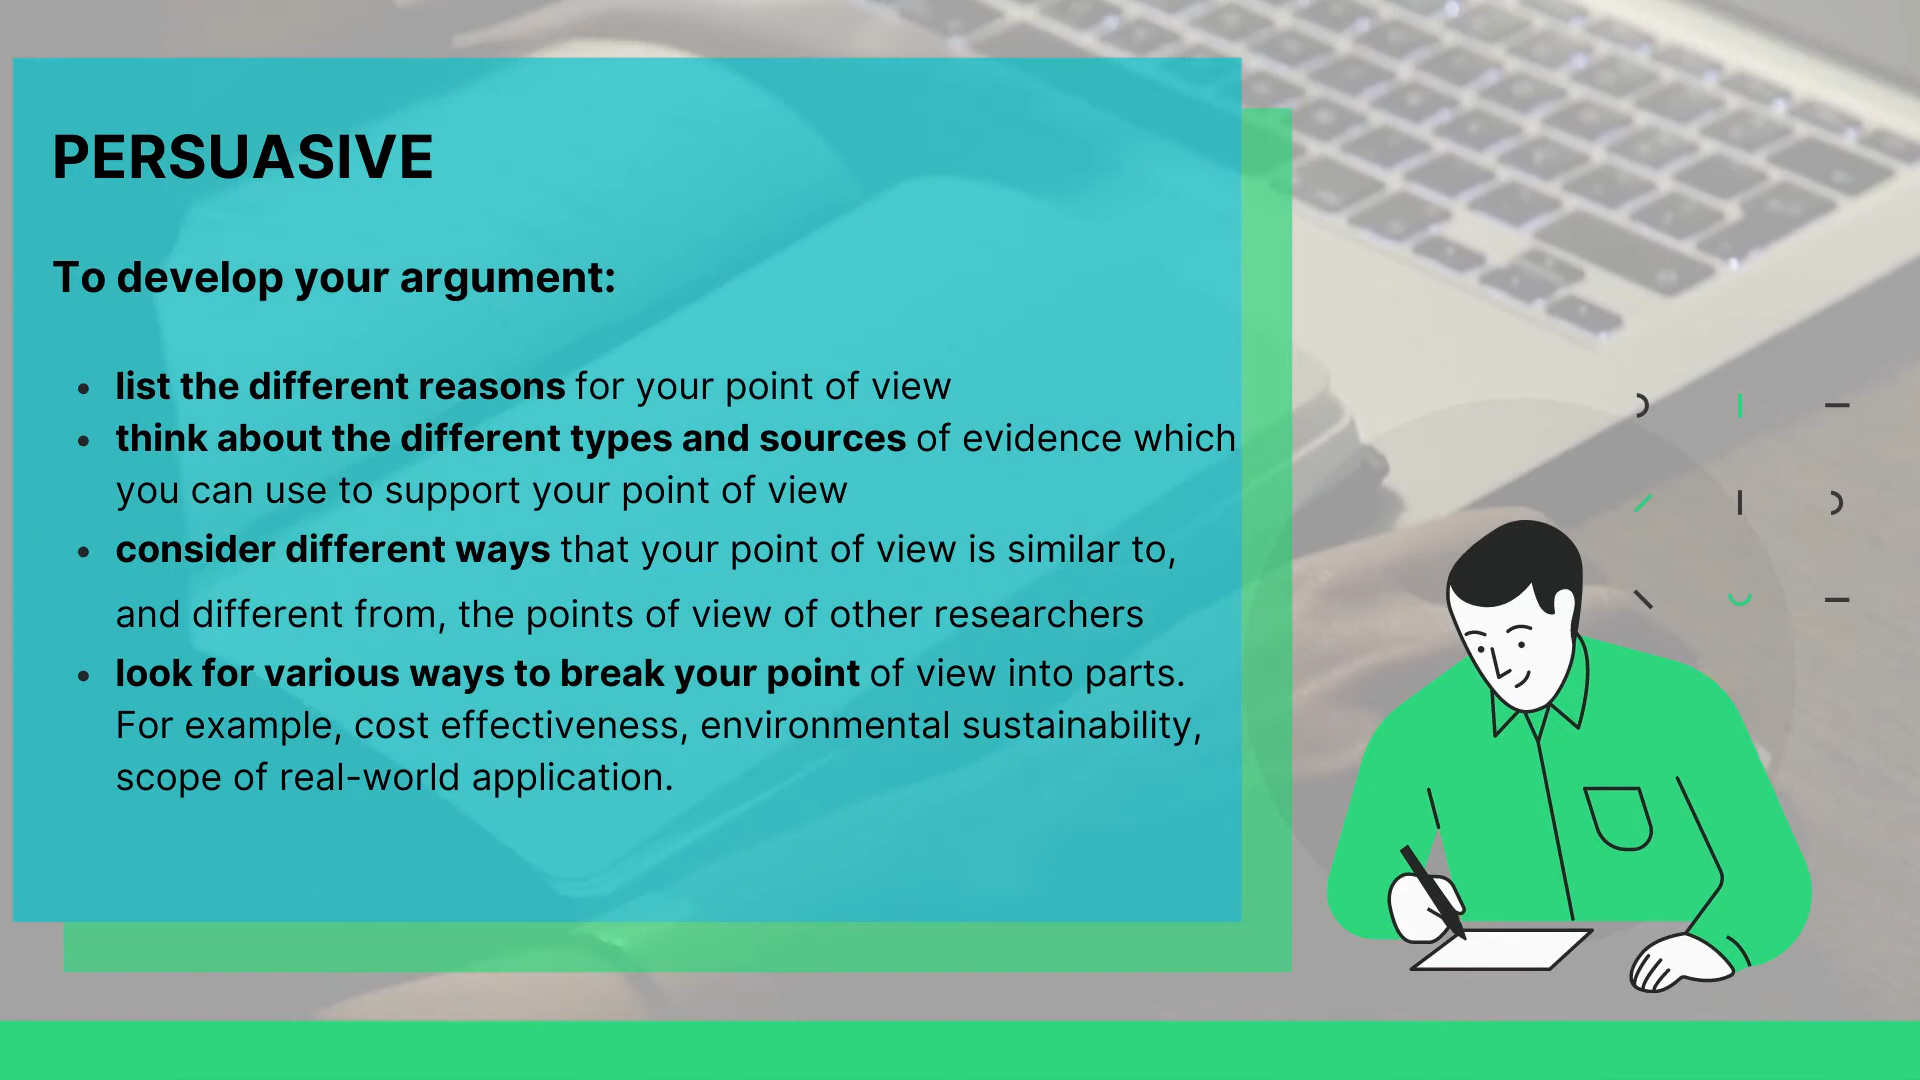 PERSUASIVE
To develop your argument:
• list the different reasons for your point of view
• think about the different types and sources of evidence which
you can use to support your point of view
• consider different ways that your point of view is similar to,
and different from, the points of view of other researchers
• look for various ways to break your point of view into parts.
For example, cost effectiveness, environmental sustainability,
scope of real-world application.